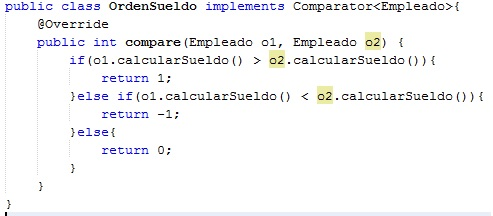 public class OrdenSueldo implements Comparator<Empleado>{
    @Override
    public int compare(Empleado o1, Empleado o2) {
        if(o1.calcularSueldo() > o2.calcularSueldo()){
            return 1;
        }else if(o1.calcularSueldo() < o2.calcularSueldo()){
            return -1;
        }else{
            return 0;
        }
    }
}